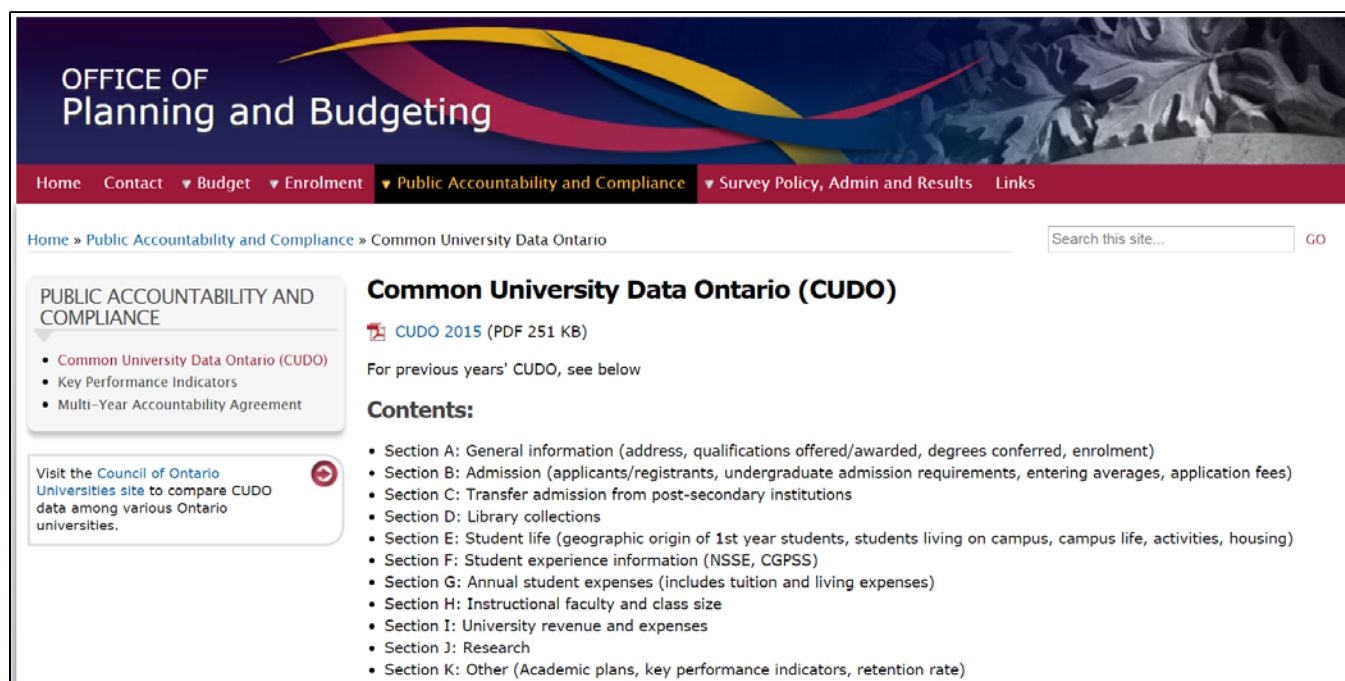 OFFICE OF
Planning and Budgeting
Home Contact ▼ Budget ▼ Enrolment ▼ Public Accountability and Compliance ▼ Survey Policy, Admin and Results Links
Home » Public Accountability and Compliance » Common University Data Ontario
Search this site... GO
PUBLIC ACCOUNTABILITY AND
COMPLIANCE
• Common University Data Ontario (CUDO)
• Key Performance Indicators
• Multi-Year Accountability Agreement
Visit the Council of Ontario
Universities site to compare CUDO
data among various Ontario
universities.
Common University Data Ontario (CUDO)
CUDO 2015 (PDF 251 KB)
For previous years' CUDO, see below
Contents:
• Section A: General information (address, qualifications offered/awarded, degrees conferred, enrolment)
• Section B: Admission (applicants/registrants, undergraduate admission requirements, entering averages, application fees)
• Section C: Transfer admission from post-secondary institutions
• Section D: Library collections
• Section E: Student life (geographic origin of 1st year students, students living on campus, campus life, activities, housing)
• Section F: Student experience information (NSSE, CGPSS)
• Section G: Annual student expenses (includes tuition and living expenses)
• Section H: Instructional faculty and class size
• Section I: University revenue and expenses
• Section J: Research
• Section K: Other (Academic plans, key performance indicators, retention rate)